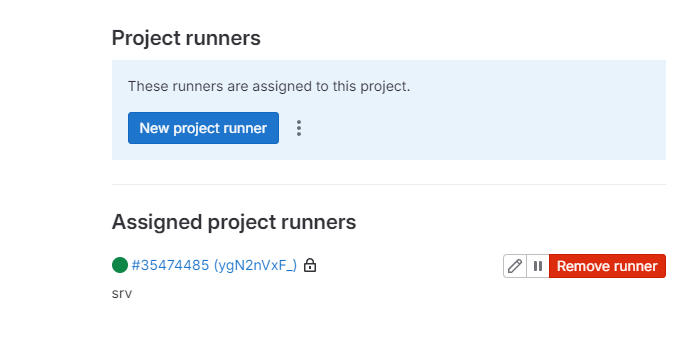 Project runners
These runners are assigned to this project.
New project runner
Assigned project runners
#35474485 (ygN2nVxF_)
Remove runner
srv